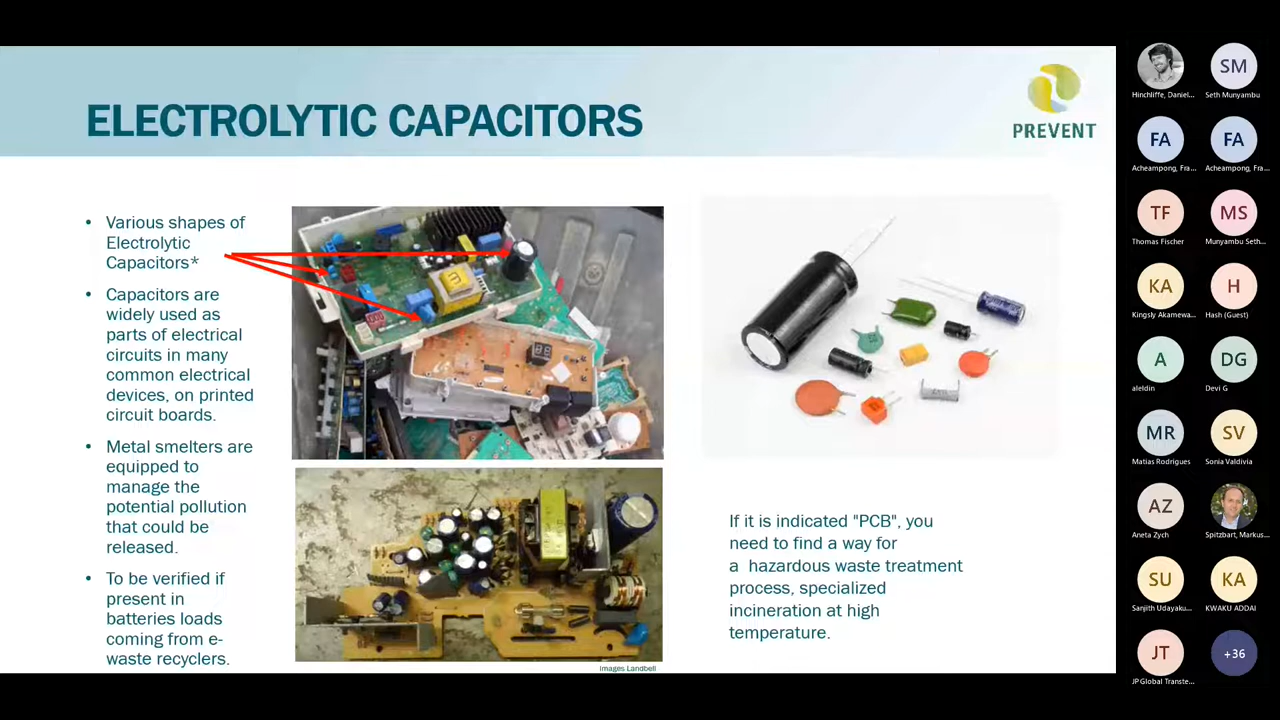 ELECTROLYTIC CAPACITORS
PREVENT
• Various shapes of
Electrolytic
Capacitors*
• Capacitors are
widely used as
parts of electrical
circuits in many
common electrical
devices, on printed
circuit boards.
• Metal smelters are
equipped to
manage the
potential pollution
that could be
released.
• To be verified if
present in
batteries loads
coming from e-
waste recyclers.
If it is indicated "PCB", you
need to find a way for
a hazardous waste treatment
process, specialized
incineration at high
temperature.
Images Landbell
Hinchliffe, Daniel...
SM
Seth Munyambu
FA
Acheampong, Fra...
FA
Acheampong, Fra...
TF
Thomas Fischer
MS
Munyambu Seth...
KA
Kingsly Akamewa...
H
Hash (Guest)
A
aleldin
DG
Devi G
MR
Matias Rodrigues
SV
Sonia Valdivia
AZ
Aneta Zych
Spitzbart, Markus...
SU
Sanjith Udayaku...
KA
KWAKU ADDAI
JT
JP Global Transte...
+36